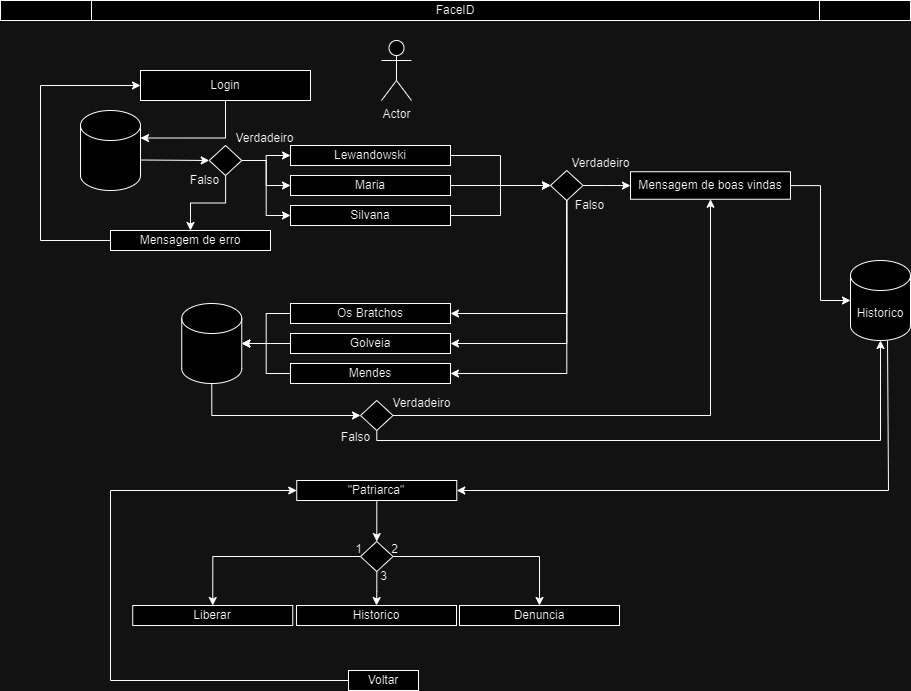 FaceID
Actor
Login
Verdadeiro
Falso
Lewandowski
Maria
Silvana
Mensagem de erro
Verdadeiro
Falso
Mensagem de boas vindas
Historico
Os Bratchos
Golveia
Mendes
Verdadeiro
Falso
"Patriarca"
1
2
3
Liberar
Historico
Denuncia
Voltar